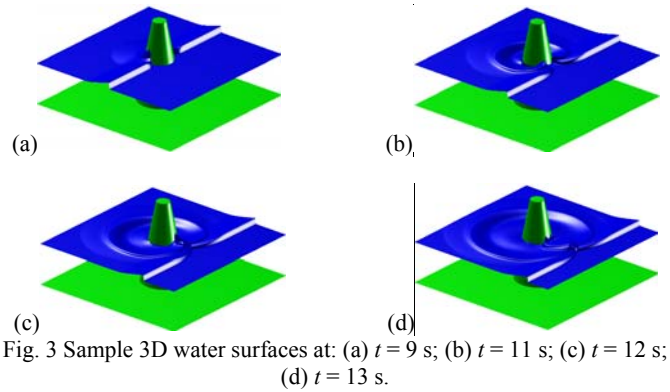 (a)
(b)
(c)
(d)
Fig. 3 Sample 3D water surfaces at: (a) t = 9 s; (b) t = 11 s; (c) t = 12 s;
(d) t = 13 s.